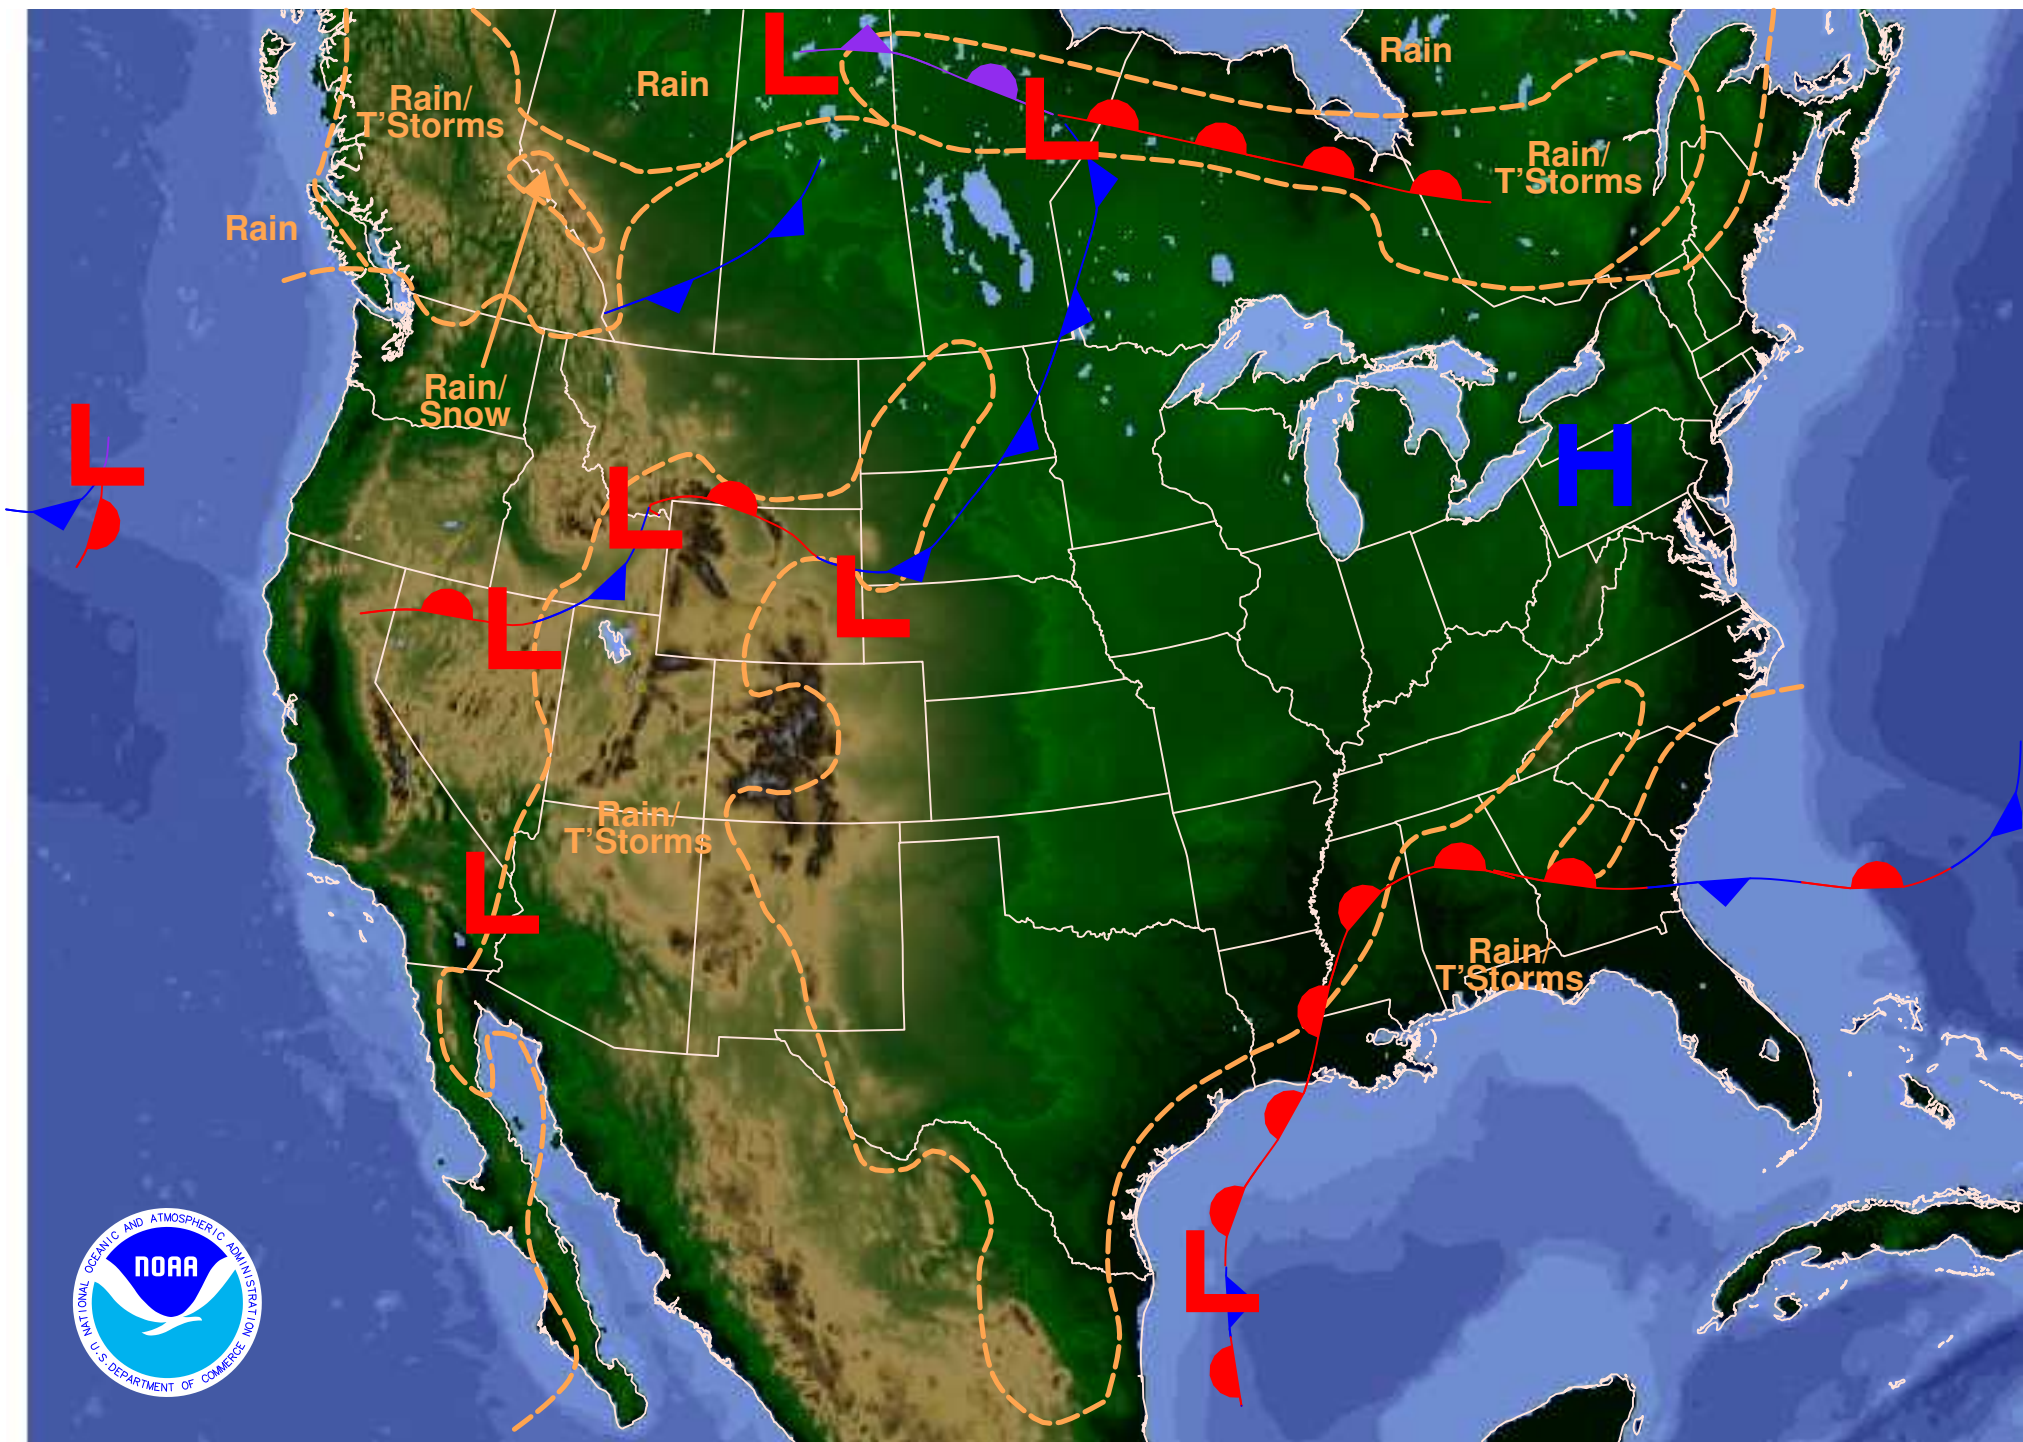 Rain
Rain/
T'Storms
Rain
Rain/
T'Storms
Rain
Rain/
Snow
Rain/
T'Storms
Rain/
T'Storms
L
L
L
L
L
L
L
L
H
NATIONAL OCEANIC AND ATMOSPHERIC ADMINISTRATION
NOAA
U.S. DEPARTMENT OF COMMERCE